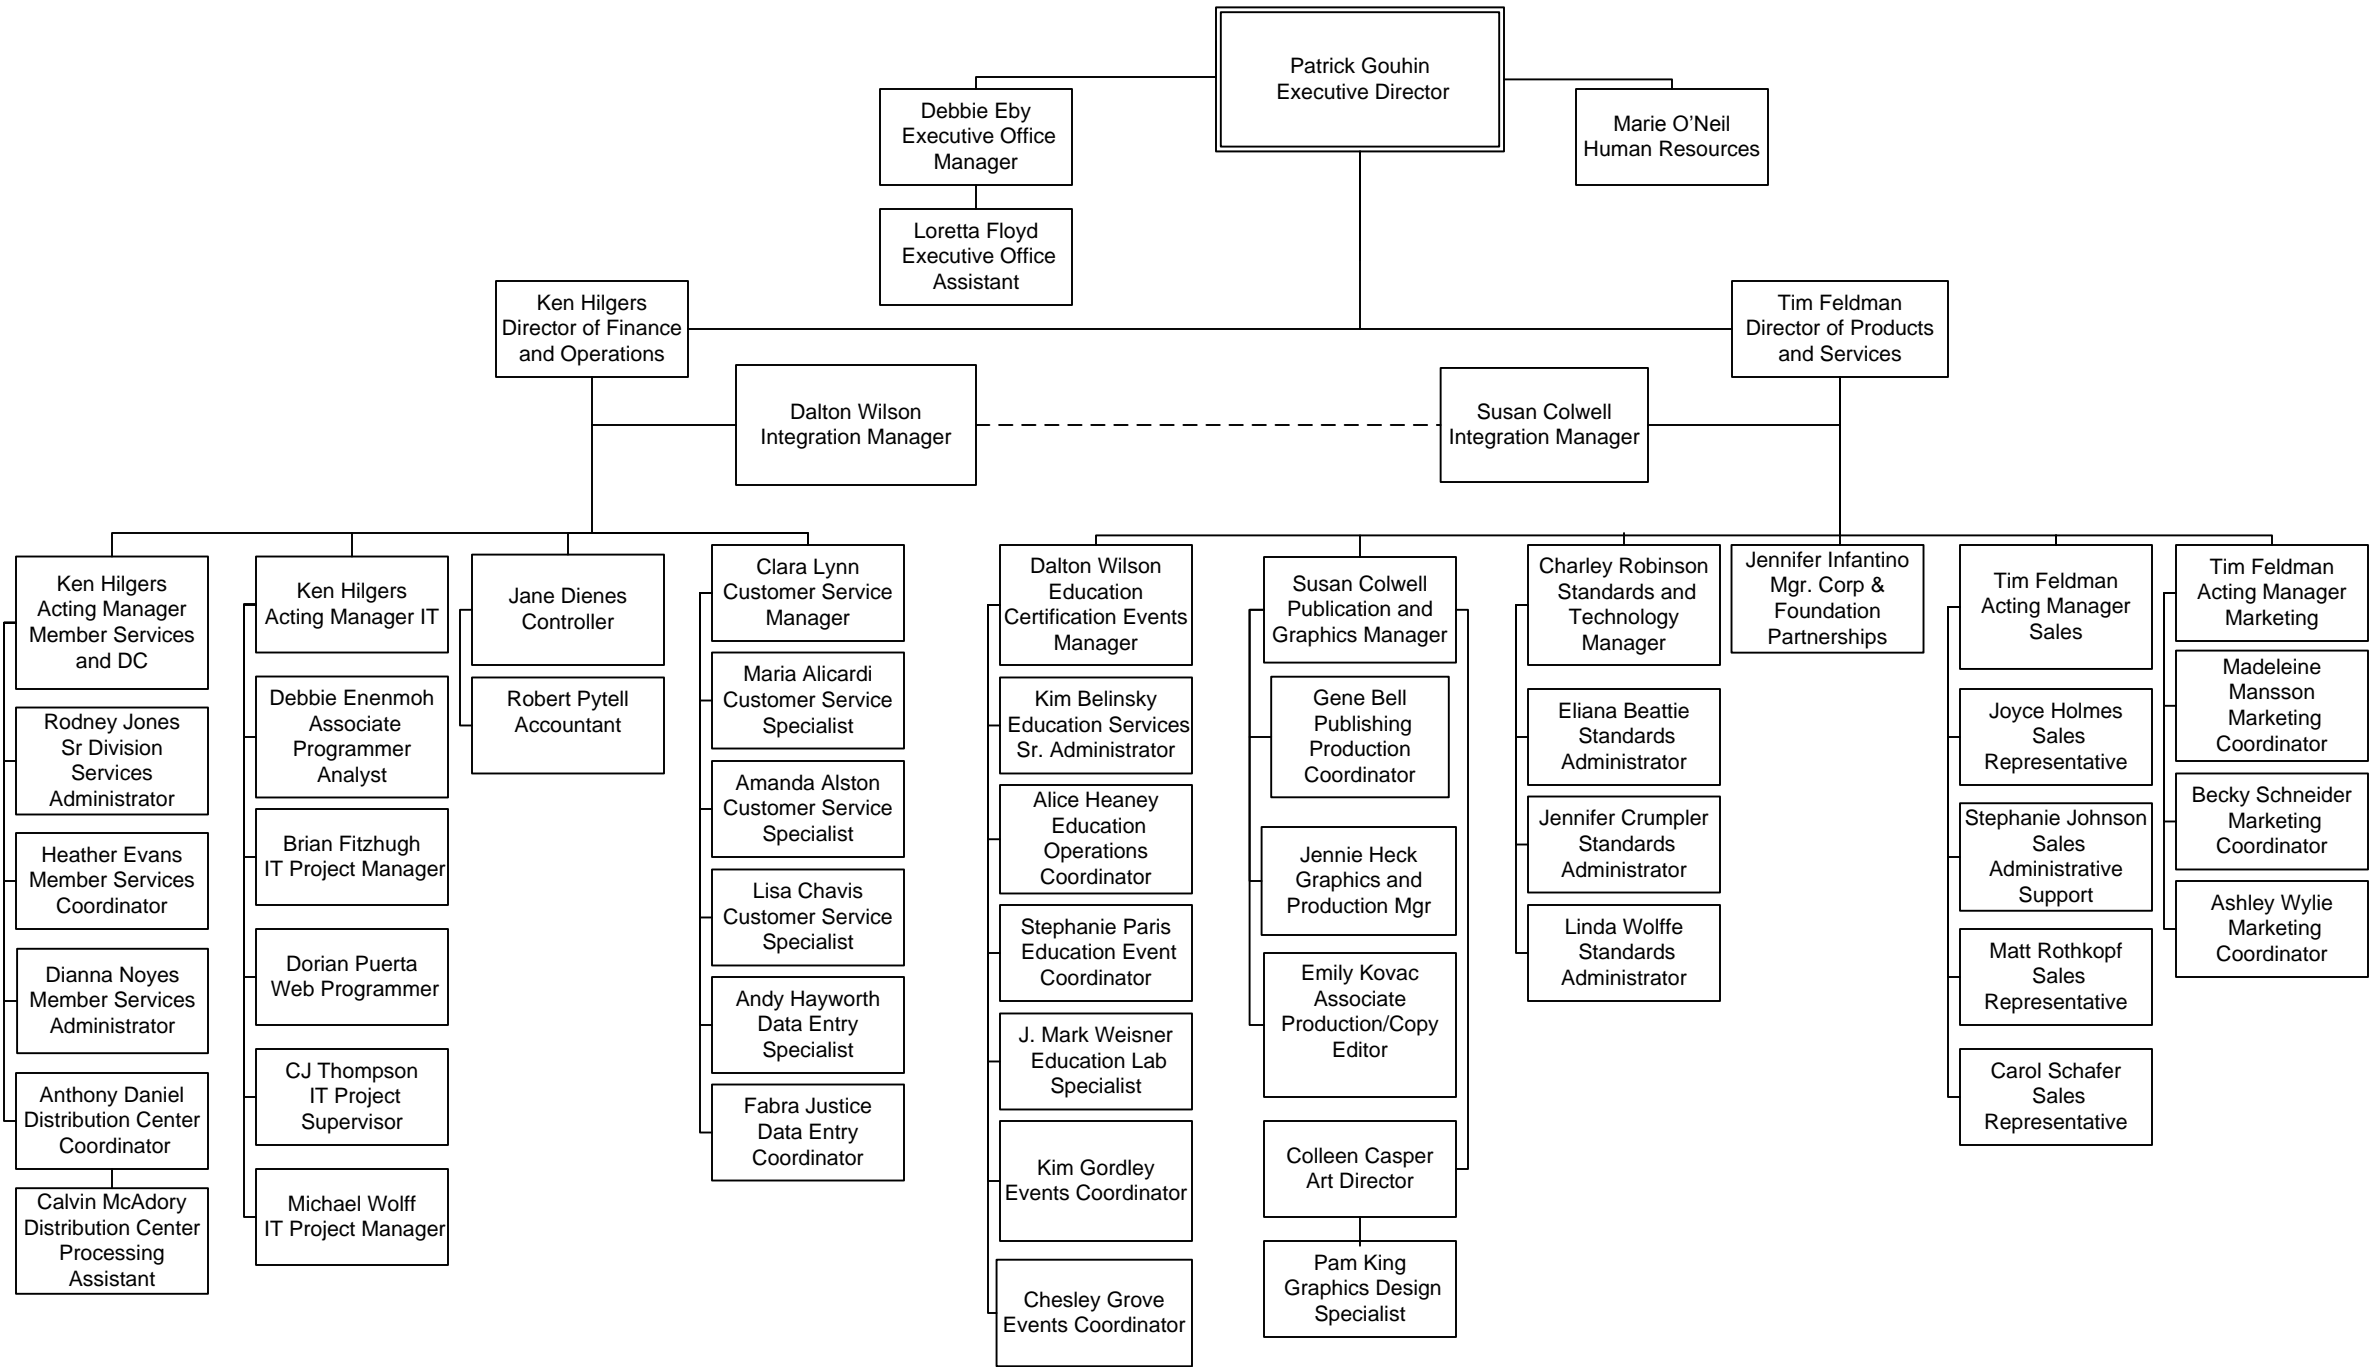 Patrick Gouhin
Executive Director
Debbie Eby
Executive Office
Manager
Marie O’Neil
Human Resources
Loretta Floyd
Executive Office
Assistant
Ken Hilgers
Director of Finance
and Operations
Tim Feldman
Director of Products
and Services
Dalton Wilson
Integration Manager
Susan Colwell
Integration Manager
Ken Hilgers
Acting Manager
Member Services
and DC
Rodney Jones
Sr Division
Services
Administrator
Heather Evans
Member Services
Coordinator
Dianna Noyes
Member Services
Administrator
Anthony Daniel
Distribution Center
Coordinator
Calvin McAdory
Distribution Center
Processing
Assistant
Ken Hilgers
Acting Manager IT
Debbie Enenmoh
Associate
Programmer
Analyst
Brian Fitzhugh
IT Project Manager
Dorian Puerta
Web Programmer
CJ Thompson
IT Project
Supervisor
Michael Wolff
IT Project Manager
Jane Dienes
Controller
Robert Pytell
Accountant
Clara Lynn
Customer Service
Manager
Maria Alicardi
Customer Service
Specialist
Amanda Alston
Customer Service
Specialist
Lisa Chavis
Customer Service
Specialist
Andy Hayworth
Data Entry
Specialist
Fabra Justice
Data Entry
Coordinator
Dalton Wilson
Education
Certification Events
Manager
Kim Belinsky
Education Services
Sr. Administrator
Alice Heaney
Education
Operations
Coordinator
Stephanie Paris
Education Event
Coordinator
J. Mark Weisner
Education Lab
Specialist
Kim Gordley
Events Coordinator
Chesley Grove
Events Coordinator
Susan Colwell
Publication and
Graphics Manager
Gene Bell
Publishing
Production
Coordinator
Jennie Heck
Graphics and
Production Mgr
Emily Kovac
Associate
Production/Copy
Editor
Colleen Casper
Art Director
Pam King
Graphics Design
Specialist
Charley Robinson
Standards and
Technology
Manager
Eliana Beattie
Standards
Administrator
Jennifer Crumpler
Standards
Administrator
Linda Wolffe
Standards
Administrator
Jennifer Infantino
Mgr. Corp &
Foundation
Partnerships
Tim Feldman
Acting Manager
Sales
Joyce Holmes
Sales
Representative
Stephanie Johnson
Sales
Administrative
Support
Matt Rothkopf
Sales
Representative
Carol Schafer
Sales
Representative
Tim Feldman
Acting Manager
Marketing
Madeleine
Mansson
Marketing
Coordinator
Becky Schneider
Marketing
Coordinator
Ashley Wylie
Marketing
Coordinator